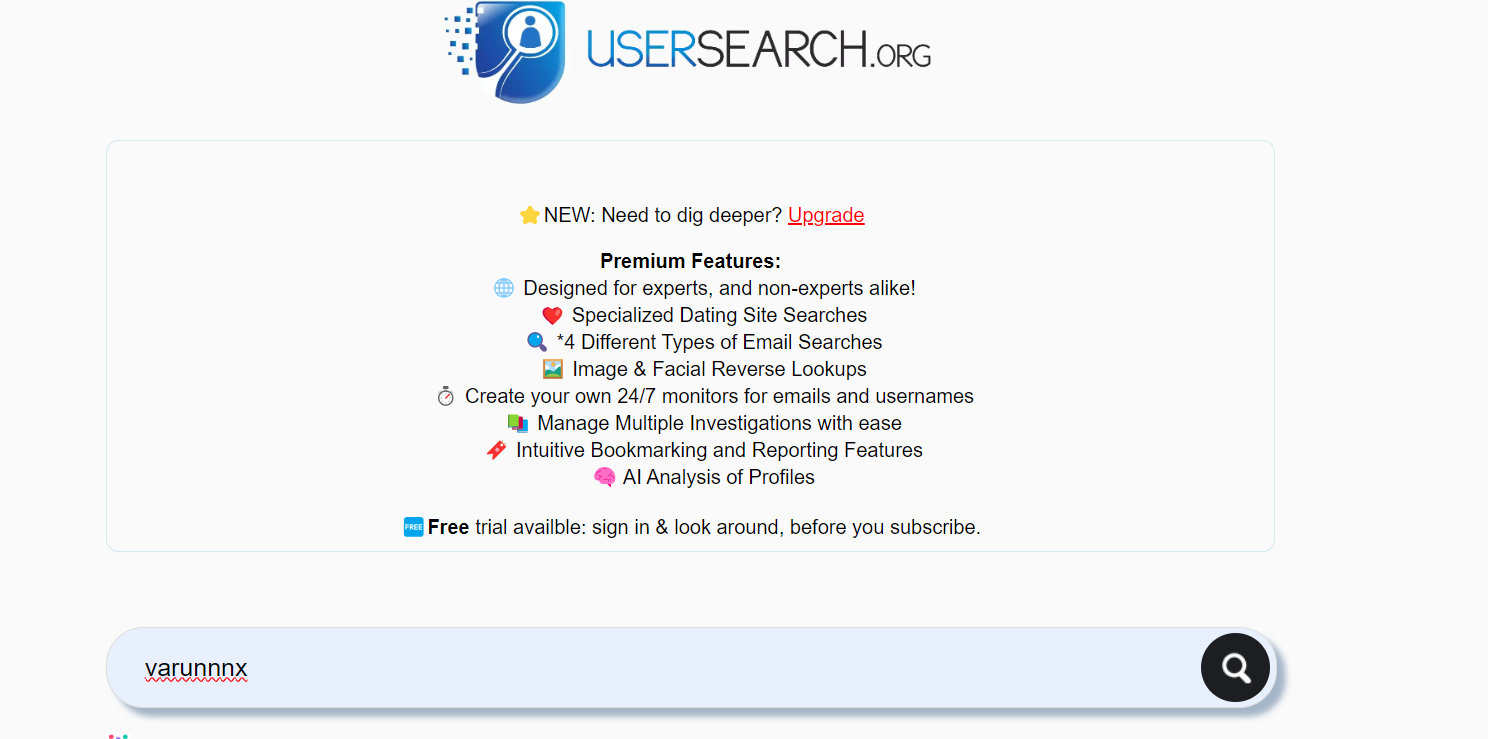 USERSEARCH.ORG
⭐NEW: Need to dig deeper? Upgrade
Premium Features:
🌐 Designed for experts, and non-experts alike!
❤️ Specialized Dating Site Searches
🔍 *4 Different Types of Email Searches
🖼️ Image & Facial Reverse Lookups
⏱️ Create your own 24/7 monitors for emails and usernames
📚 Manage Multiple Investigations with ease
🔖 Intuitive Bookmarking and Reporting Features
🧠 AI Analysis of Profiles
🆓 Free trial availble: sign in & look around, before you subscribe.
varunnnx